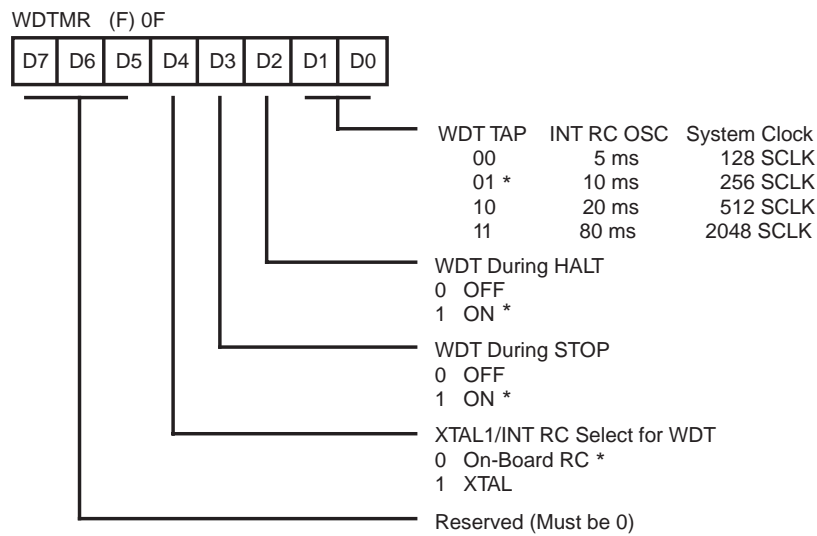 WDTMR (F) 0F
D7 D6 D5 D4 D3 D2 D1 D0
WDT TAP INT RC OSC System Clock
00 5 ms 128 SCLK
01 * 10 ms 256 SCLK
10 20 ms 512 SCLK
11 80 ms 2048 SCLK
WDT During HALT
0 OFF
1 ON *
WDT During STOP
0 OFF
1 ON *
XTAL1/INT RC Select for WDT
0 On-Board RC *
1 XTAL
Reserved (Must be 0)